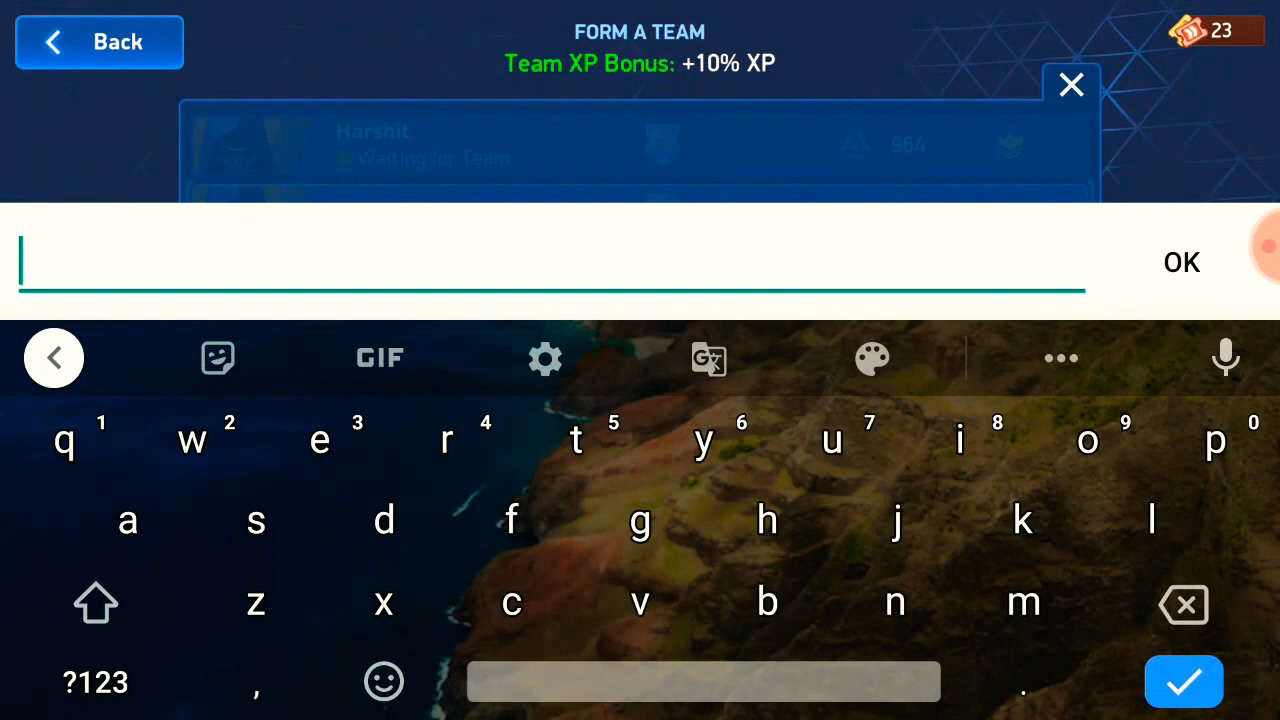 Back
FORM A TEAM
Team XP Bonus: +10% XP
23
Harshit
Waiting for Team
964
OK
GIF
G
q 1 w 2 e 3 r 4 t 5 y 6 u 7 i 8 o 9 p 0
a s d f g h j k l
z x c v b n m
?123 , .